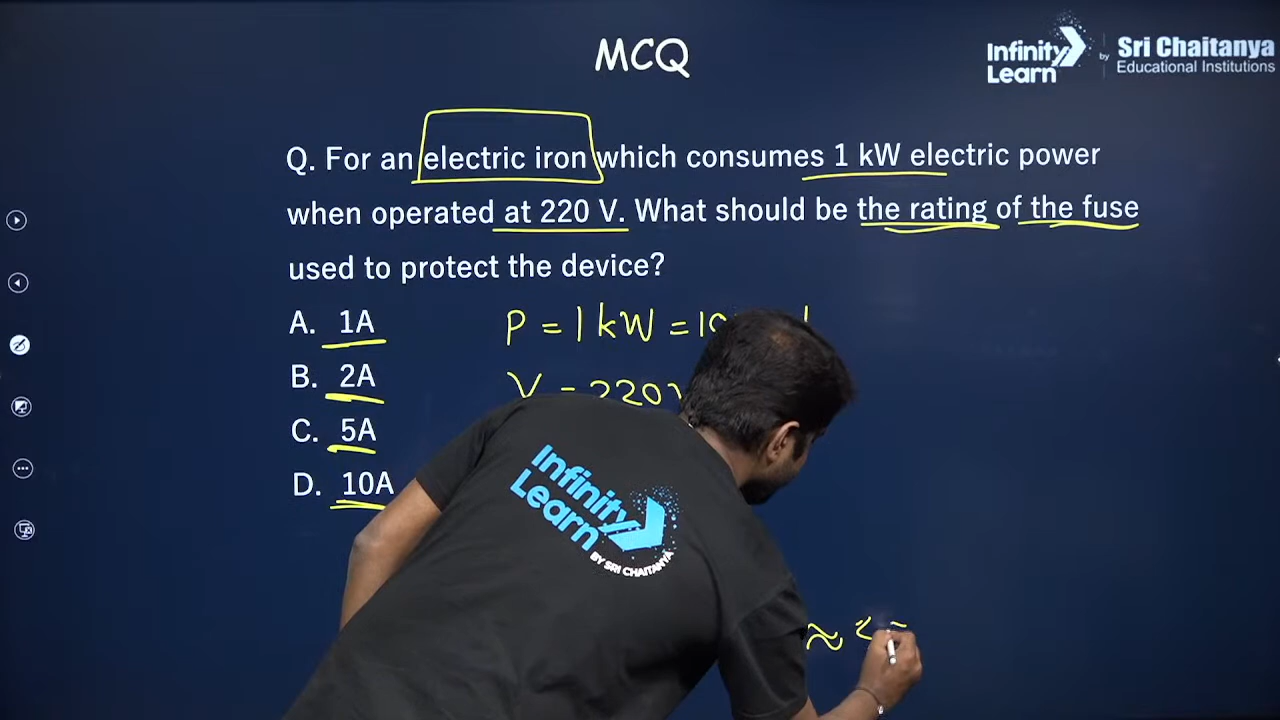 MCQ
Infinity Learn by Sri Chaitanya Educational Institutions
Q. For an electric iron which consumes 1 kW electric power
when operated at 220 V. What should be the rating of the fuse
used to protect the device?
A. 1A
B. 2A
C. 5A
D. 10A
P = 1 kW =
V = 220
Infinity
Learn
BY SRI CHAITANYA
≈